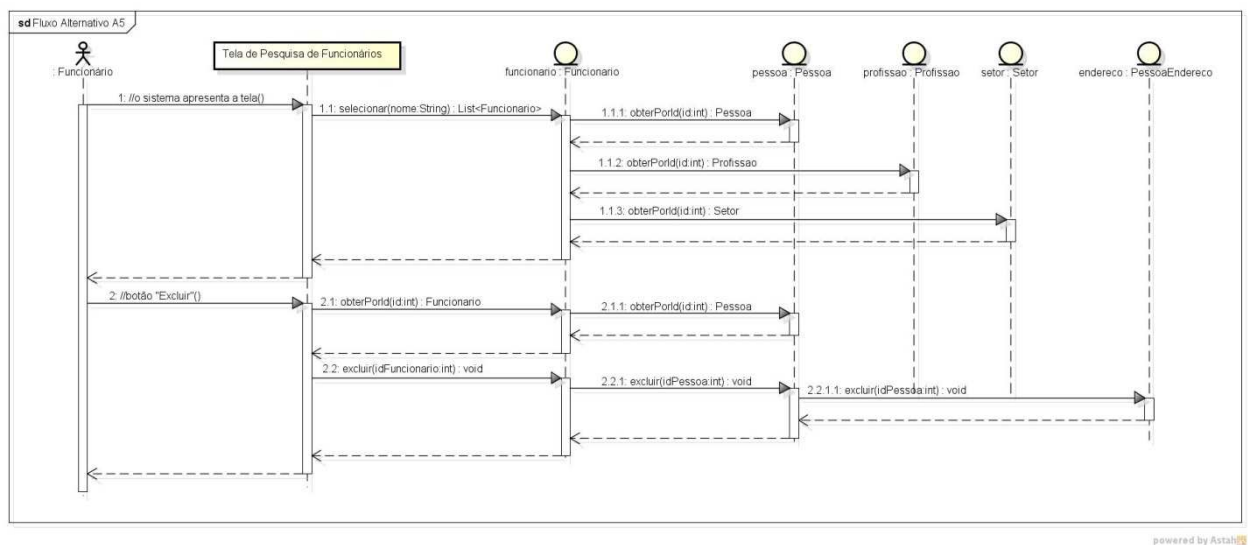 sd Fluxo Alternativo A5
: Funcionário
Tela de Pesquisa de Funcionários
funcionario : Funcionario
pessoa : Pessoa
profissao : Profissao
setor : Setor
endereco : PessoaEndereco
1: //o sistema apresenta a tela()
1.1: selecionar(nome:String) : List<Funcionario>
1.1.1: obterPorId(id:int) : Pessoa
1.1.2: obterPorId(id:int) : Profissao
1.1.3: obterPorId(id:int) : Setor
2: //botão "Excluir"()
2.1: obterPorId(id:int) : Funcionario
2.1.1: obterPorId(id:int) : Pessoa
2.2: excluir(idFuncionario:int) : void
2.2.1: excluir(idPessoa:int) : void
2.2.1.1: excluir(idPessoa:int) : void
powered by Astah